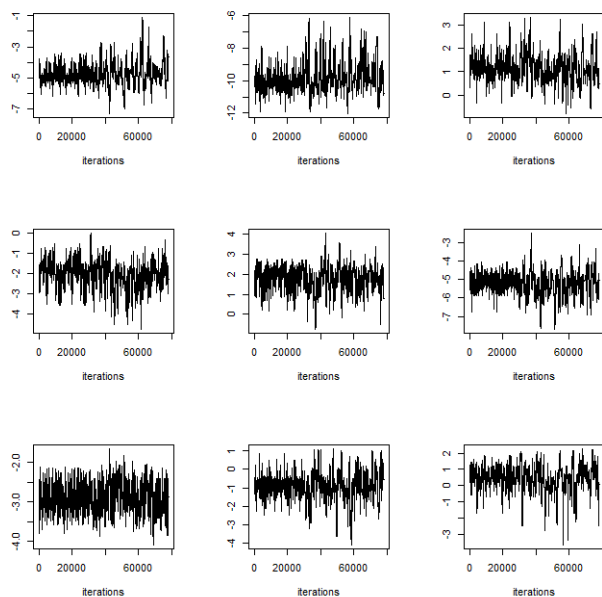 -7 -5 -3 -1
0 20000 60000
iterations
-12 -10 -8 -6
0 20000 60000
iterations
0 1 2 3
0 20000 60000
iterations
-4 -3 -2 0
0 20000 60000
iterations
0 1 2 3 4
0 20000 60000
iterations
-7 -6 -5 -3
0 20000 60000
iterations
-4.0 -3.0 -2.0
0 20000 60000
iterations
-4 -2 -1 0 1
0 20000 60000
iterations
-3 -1 1 2
0 20000 60000
iterations